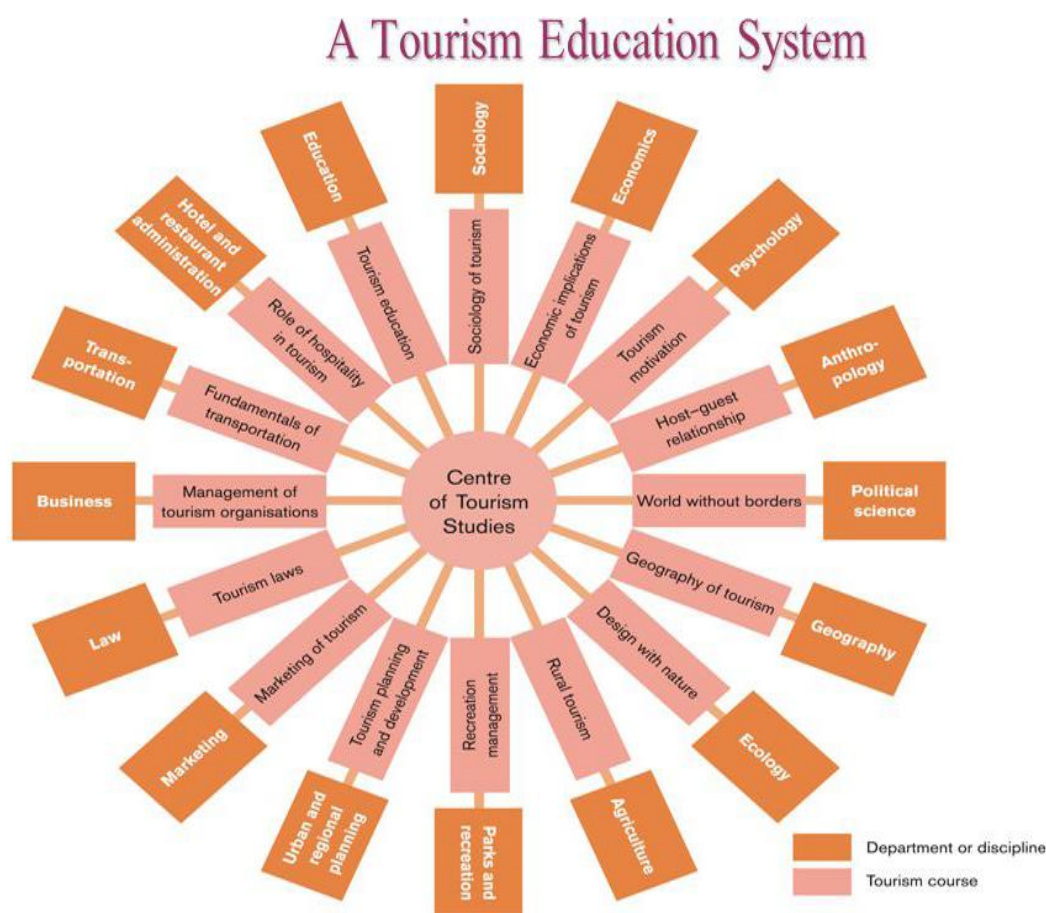 A Tourism Education System
Sociology
Sociology of tourism
Economics
Economic implications
of tourism
Psychology
Tourism
motivation
Anthro-
pology
Host–guest
relationship
Political
science
World without borders
Geography
Geography of tourism
Ecology
Design with nature
Agriculture
Rural tourism
Parks and
recreation
Recreation
management
Urban and
regional
planning
Tourism planning
and development
Marketing
Marketing of tourism
Law
Tourism laws
Business
Management of
tourism organisations
Trans-
portation
Fundamentals of
transportation
Hotel and
restaurant
administration
Role of hospitality
in tourism
Education
Tourism education
Centre
of Tourism
Studies
Department or discipline
Tourism course